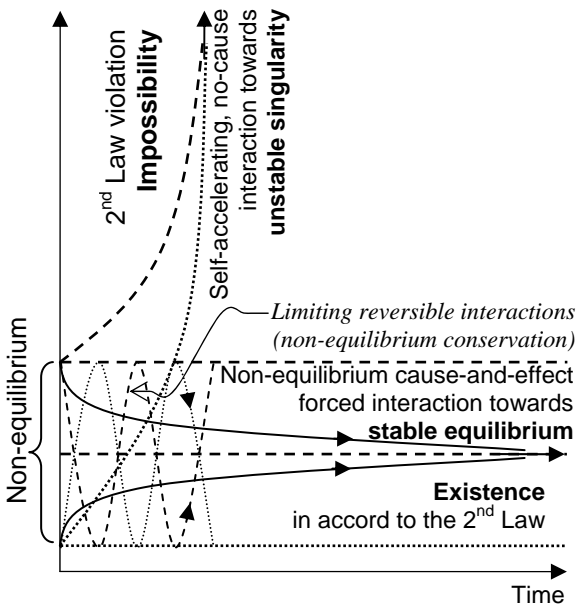 2nd Law violation
Impossibility
Self-accelerating, no-cause
interaction towards
unstable singularity
Limiting reversible interactions
(non-equilibrium conservation)
Non-equilibrium
Non-equilibrium cause-and-effect
forced interaction towards
stable equilibrium
Existence
in accord to the 2nd Law
Time